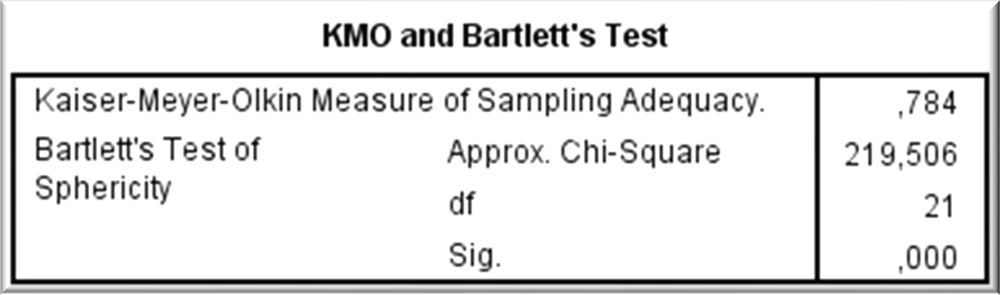 KMO and Bartlett's Test
Kaiser-Meyer-Olkin Measure of Sampling Adequacy. ,784
Bartlett's Test of Approx. Chi-Square 219,506
Sphericity
df 21
Sig. ,000